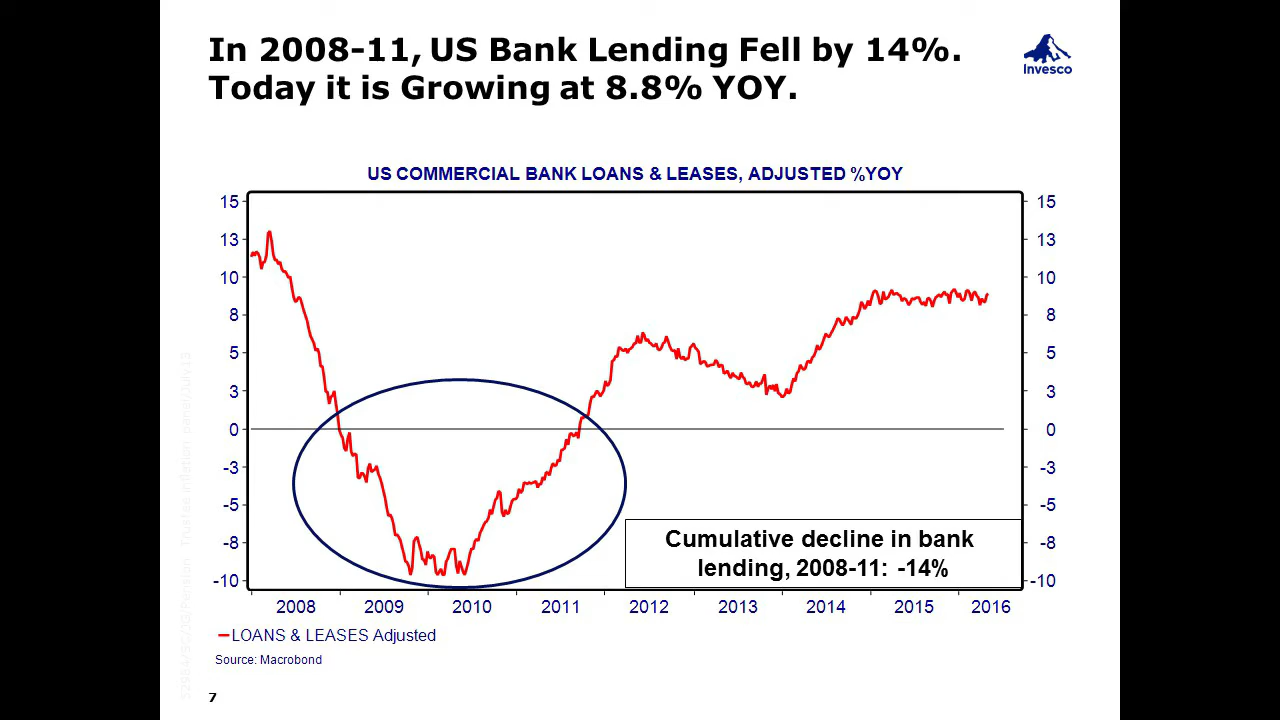 In 2008-11, US Bank Lending Fell by 14%.
Today it is Growing at 8.8% YOY.
Invesco
US COMMERCIAL BANK LOANS & LEASES, ADJUSTED %YOY
15 15
13 13
10 10
8 8
5 5
3 3
0 0
-3 -3
-5 -5
-8 -8
-10 -10
Cumulative decline in bank
lending, 2008-11: -14%
2008 2009 2010 2011 2012 2013 2014 2015 2016
LOANS & LEASES Adjusted
Source: Macrobond
7